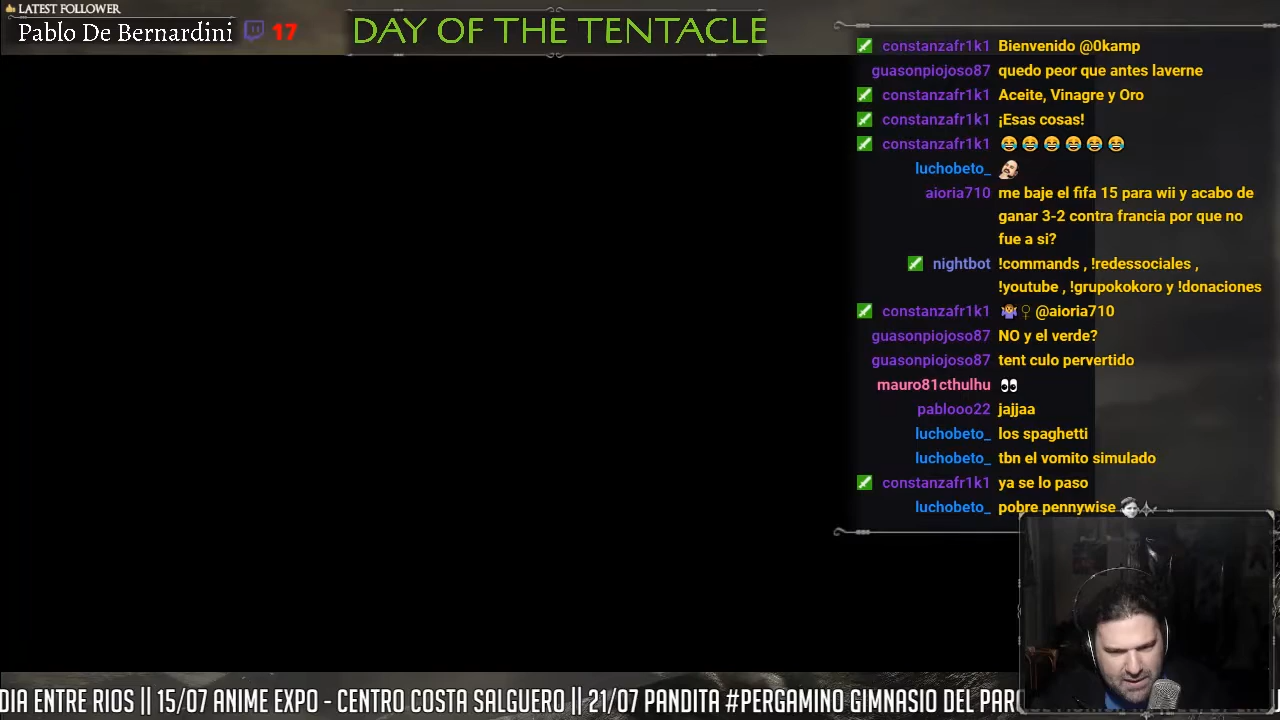 LATEST FOLLOWER
Pablo De Bernardini 17
DAY OF THE TENTACLE
constanzafr1k1 Bienvenido @0kamp
guasonpiojoso87 quedo peor que antes laverne
constanzafr1k1 Aceite, Vinagre y Oro
constanzafr1k1 ¡Esas cosas!
constanzafr1k1 😂😂😂😂😂😂
luchobeto_
aioria710 me baje el fifa 15 para wii y acabo de
ganar 3-2 contra francia por que no
fue a si?
nightbot !commands , !redessociales ,
!youtube , !grupokokoro y !donaciones
constanzafr1k1 🤷🏽♀ @aioria710
guasonpiojoso87 NO y el verde?
guasonpiojoso87 tent culo pervertido
mauro81cthulhu 👀
pablooo22 jajjaa
luchobeto_ los spaghetti
luchobeto_ tbn el vomito simulado
constanzafr1k1 ya se lo paso
luchobeto_ pobre pennywise
DIA ENTRE RIOS || 15/07 ANIME EXPO - CENTRO COSTA SALGUERO || 21/07 PANDITA #PERGAMINO GIMNASIO DEL